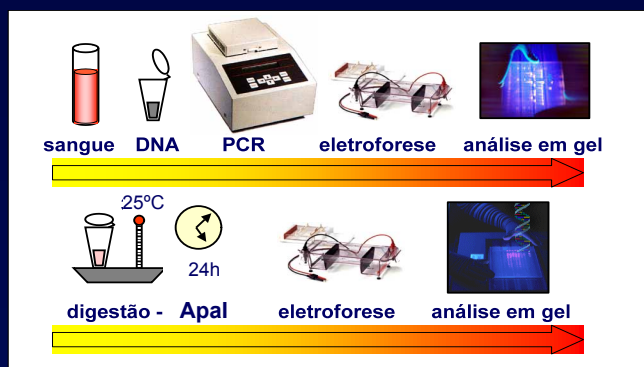 sangue DNA PCR eletroforese análise em gel
25ºC
24h
digestão - ApaI eletroforese análise em gel